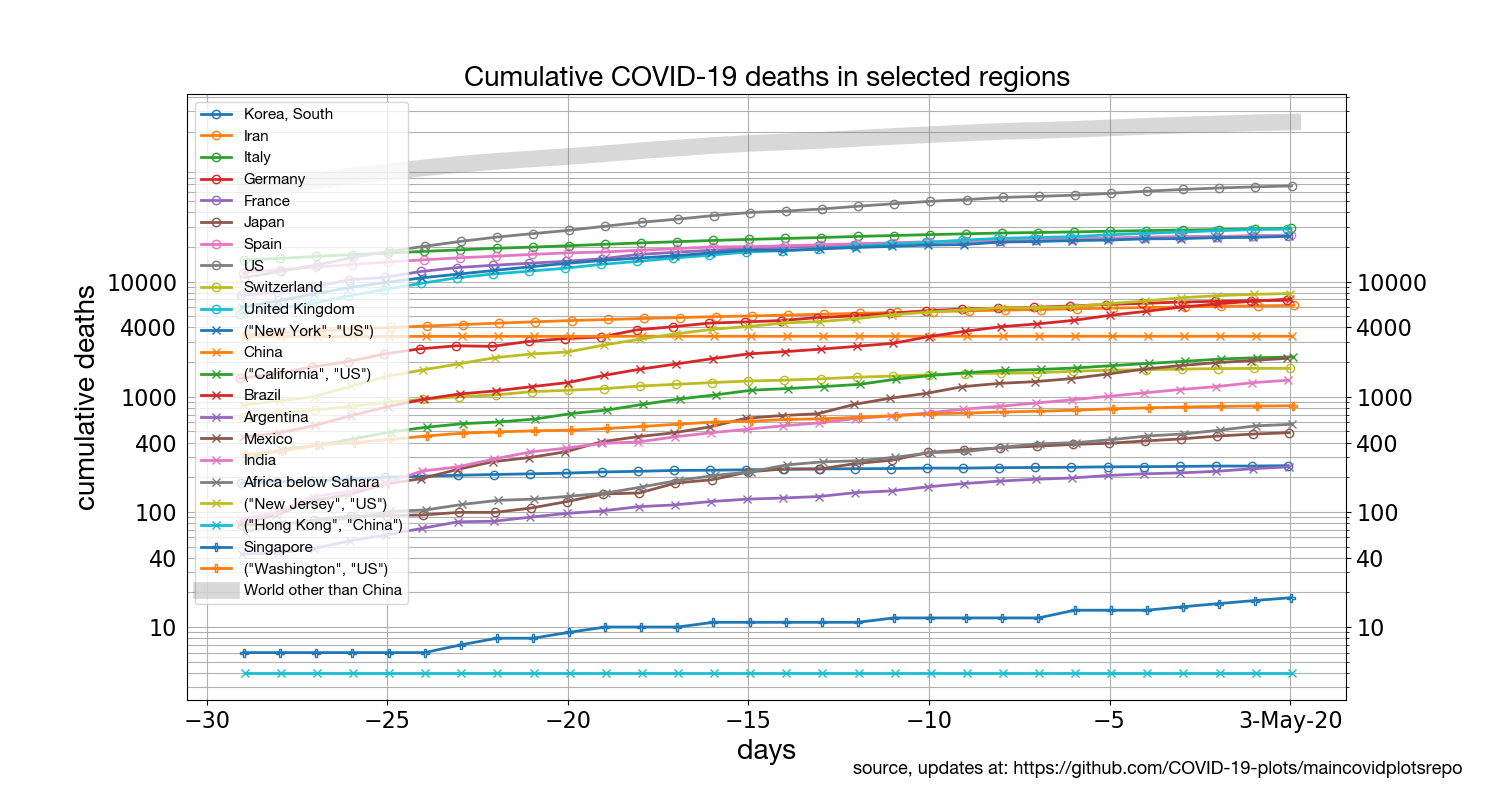 Cumulative COVID-19 deaths in selected regions
cumulative deaths
Korea, South
Iran
Italy
Germany
France
Japan
Spain
US
Switzerland
United Kingdom
("New York", "US")
China
("California", "US")
Brazil
Argentina
Mexico
India
Africa below Sahara
("New Jersey", "US")
("Hong Kong", "China")
Singapore
("Washington", "US")
World other than China
10000
4000
1000
400
100
40
10
10000
4000
1000
400
100
40
10
−30 −25 −20 −15 −10 −5 3-May-20
days
source, updates at: https://github.com/COVID-19-plots/maincovidplotsrepo